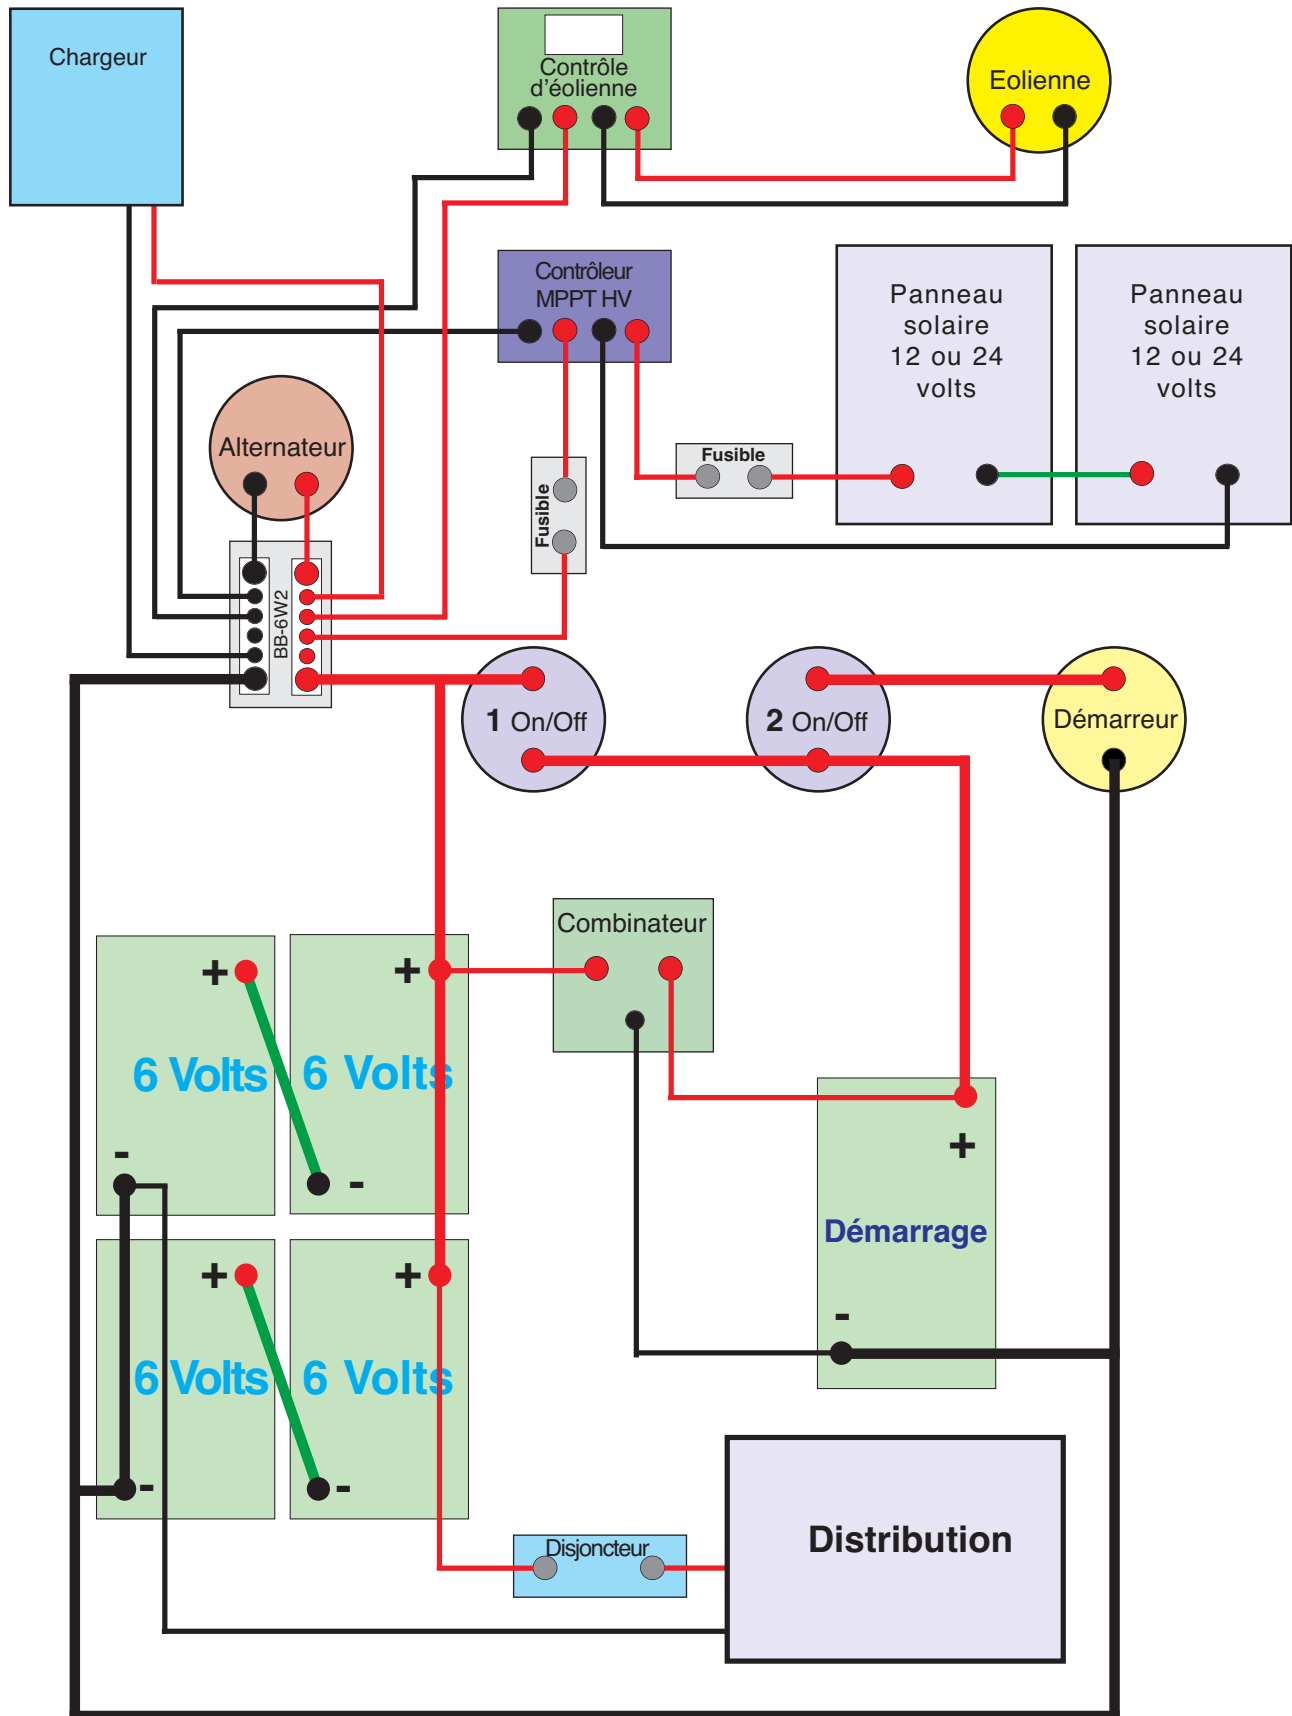 Chargeur
Contrôle
d'éolienne
Eolienne
Contrôleur
MPPT HV
Panneau
solaire
12 ou 24
volts
Panneau
solaire
12 ou 24
volts
Alternateur
Fusible
Fusible
BB-6W2
1 On/Off
2 On/Off
Démarreur
Combinateur
+
+
6 Volts
6 Volts
-
-
+
Démarrage
-
+
+
6 Volts
6 Volts
-
-
Disjoncteur
Distribution